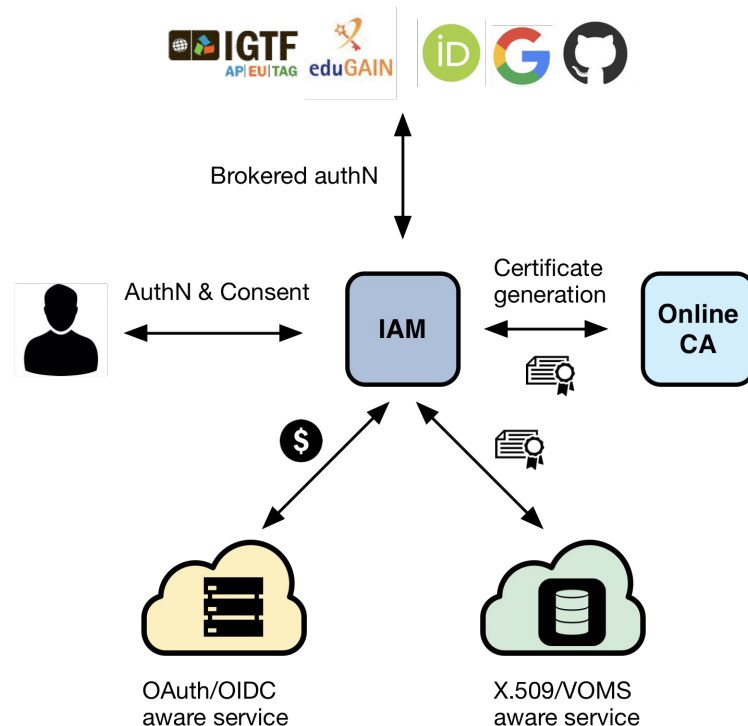 IGTF
AP|EU|TAG
eduGAIN
iD
G
Brokered authN
AuthN & Consent
Certificate
generation
IAM
Online
CA
$
OAuth/OIDC
aware service
X.509/VOMS
aware service